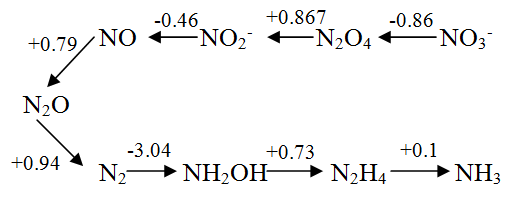 -0.46 +0.867 -0.86
+0.79 NO NO₂⁻ N₂O₄ NO₃⁻
N₂O
+0.94 -3.04 +0.73 +0.1
N₂ NH₂OH N₂H₄ NH₃